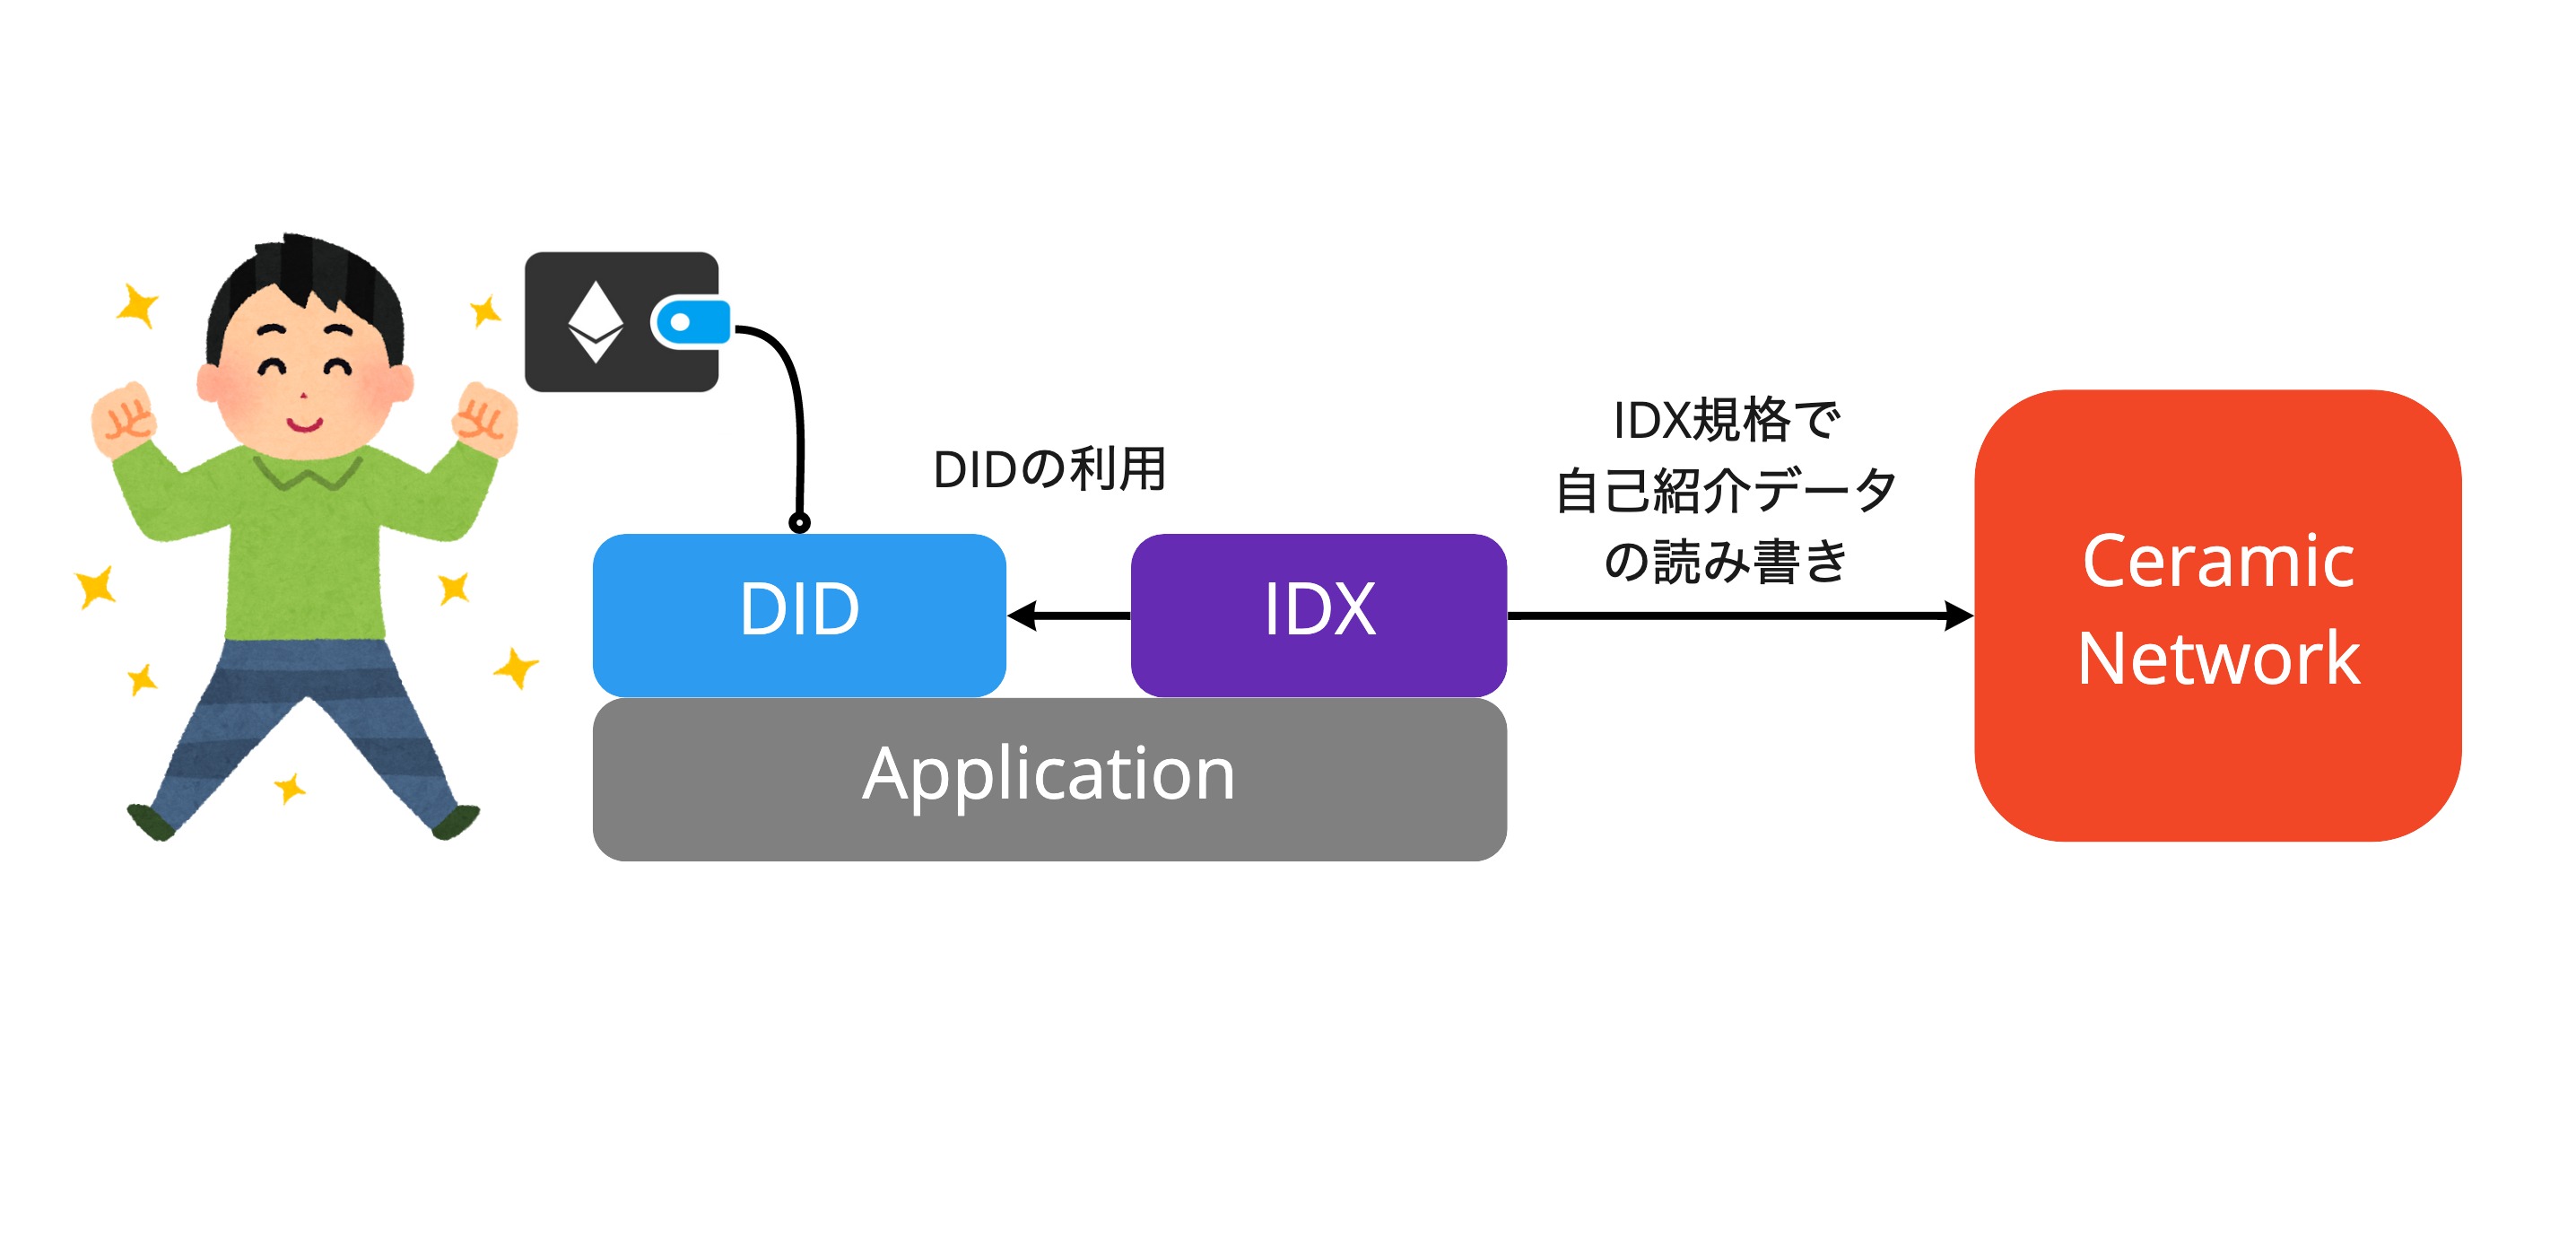 DIDの利用
IDX規格で
自己紹介データ
の読み書き
DID
IDX
Application
Ceramic
Network